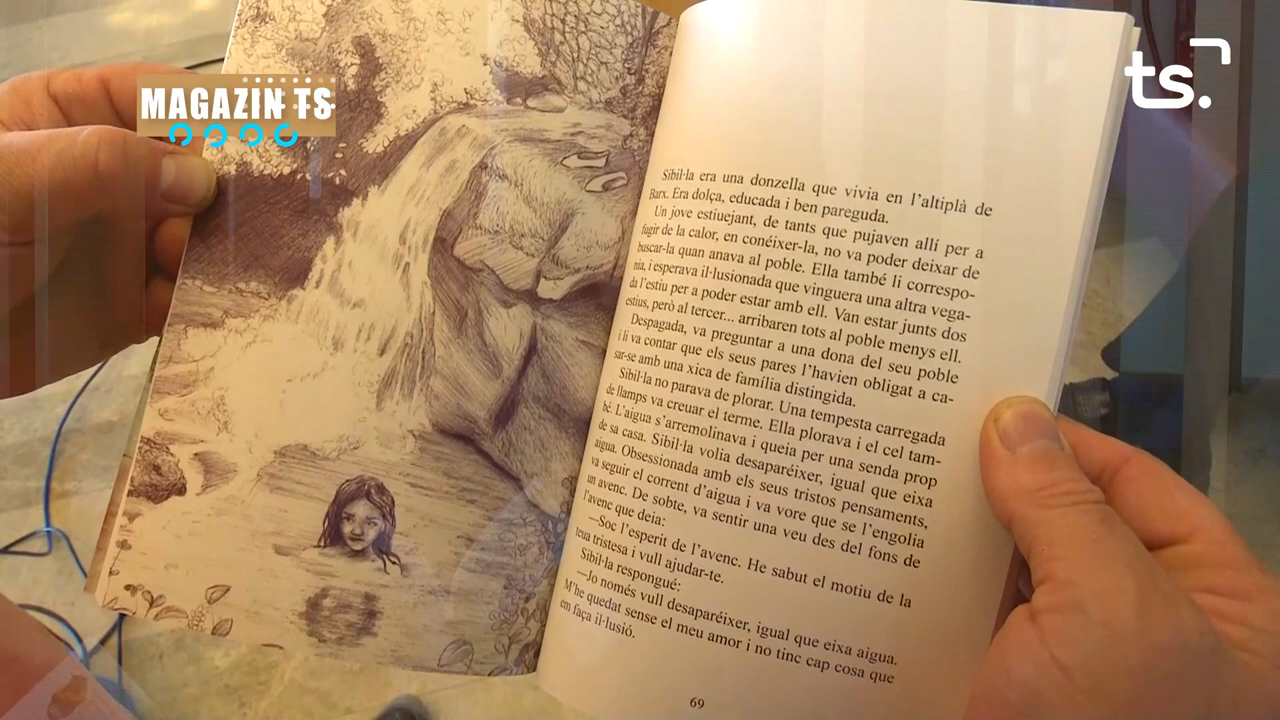 MAGAZIN TS
ts.
Sibil·la era una donzella que vivia en l'altiplà de
Barx. Era dolça, educada i ben pareguda.
Un jove estiuejant, de tants que pujaven allí per a
fugir de la calor, en conéixer-la, no va poder deixar de
buscar-la quan anava al poble. Ella també li correspo-
nia, i esperava il·lusionada que vinguera una altra vega-
da l'estiu per a poder estar amb ell. Van estar junts dos
estius, però al tercer... arribaren tots al poble menys ell.
Despagada, va preguntar a una dona del seu poble
i li va contar que els seus pares l'havien obligat a ca-
sar-se amb una xica de família distingida.
Sibil·la no parava de plorar. Una tempesta carregada
de llamps va creuar el terme. Ella plorava i el cel tam-
bé. L'aigua s'arremolinava i queia per una senda prop
de sa casa. Sibil·la volia desaparéixer, igual que eixa
aigua. Obsessionada amb els seus tristos pensaments,
va seguir el corrent d'aigua i va vore que se l'engolia
un avenc. De sobte, va sentir una veu des del fons de
l'avenc que deia:
—Soc l'esperit de l'avenc. He sabut el motiu de la
teua tristesa i vull ajudar-te.
Sibil·la respongué:
—Jo només vull desaparéixer, igual que eixa aigua.
M'he quedat sense el meu amor i no tinc cap cosa que
em faça il·lusió.
69